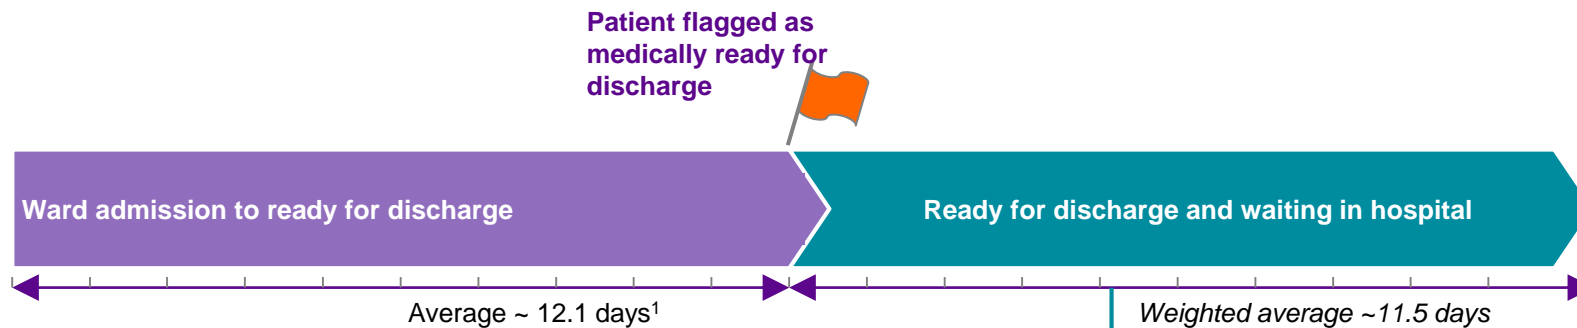 Patient flagged as
medically ready for
discharge
Ward admission to ready for discharge
Ready for discharge and waiting in hospital
Average ~ 12.1 days¹
Weighted average ~11.5 days